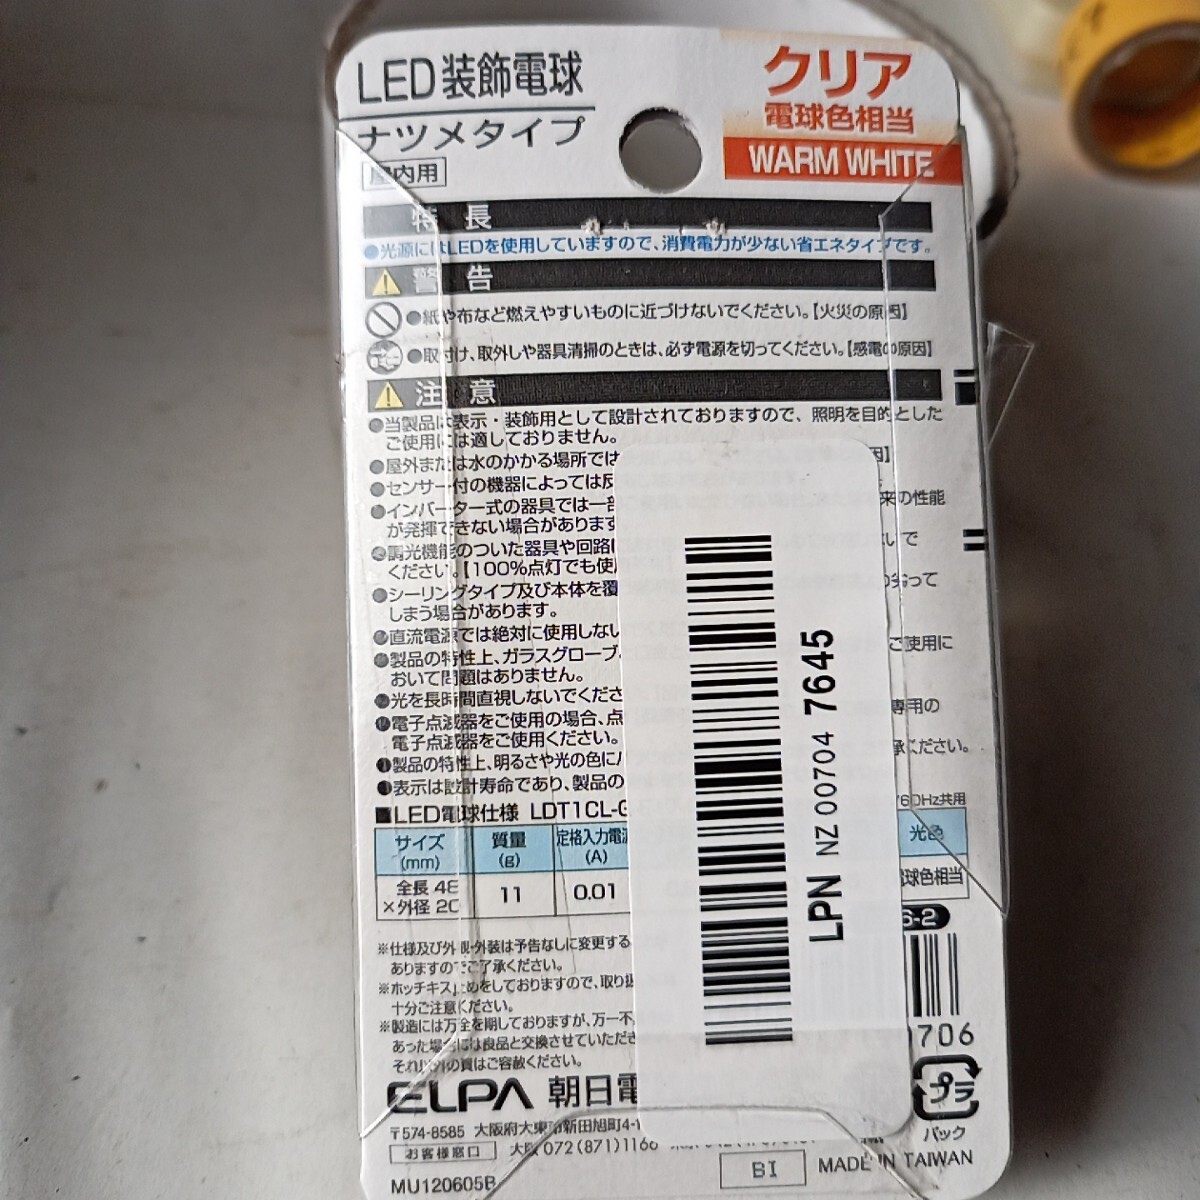 LED装飾電球
ナツメタイプ
屋内用
クリア
電球色相当
WARM WHITE
特長
●光源にはLEDを使用していますので、消費電力が少ない省エネタイプです。
警告
●紙や布など燃えやすいものに近づけないでください。【火災の原因】
●取付け、取外しや器具清掃のときは、必ず電源を切ってください。【感電の原因】
注意
●当製品は表示・装飾用として設計されておりますので、照明を目的とした
ご使用には適しておりません。
●屋外または水のかかる場所では 因】
●センサー付の機器によっては反
●インバーター式の器具では一部 来の性能
が発揮できない場合があります
●調光機能のついた器具や回路 いで
ください。【100%点灯でも使
●シーリングタイプ及び本体を覆 劣って
しまう場合があります。
●直流電源では絶対に使用しない
●製品の特性上、ガラスグローブ ご使用に
おいて問題はありません。
●光を長時間直視しないでくださ
●電子点滅器をご使用の場合、点 専用の
電子点滅器をご使用ください。
●製品の特性上、明るさや光の色にバ 承ください。
●表示は設計寿命であり、製品の
■LED電球仕様 LDT1CL-G /60Hz共用
サイズ(mm) 質量(g) 定格入力電流(A) 光色
全長 48×外径 20 11 0.01 電球色相当
6-2
※仕様及び外観・外装は予告なしに変更する
ありますのでご了承ください。
※ホッチキス止めをしておりますので、取り扱
十分ご注意ください。
※製造には万全を期しておりますが、万一不
あった場合には良品と交換させていただき
それ以外の責はご容赦ください。
0706
LPN NZ 00704 7645
ELPA 朝日電
〒574-8585 大阪府大東市新田旭町4-1
お客様窓口 大阪 072(871)1166
プラ
パック
BI
MADE IN TAIWAN
MU120605B